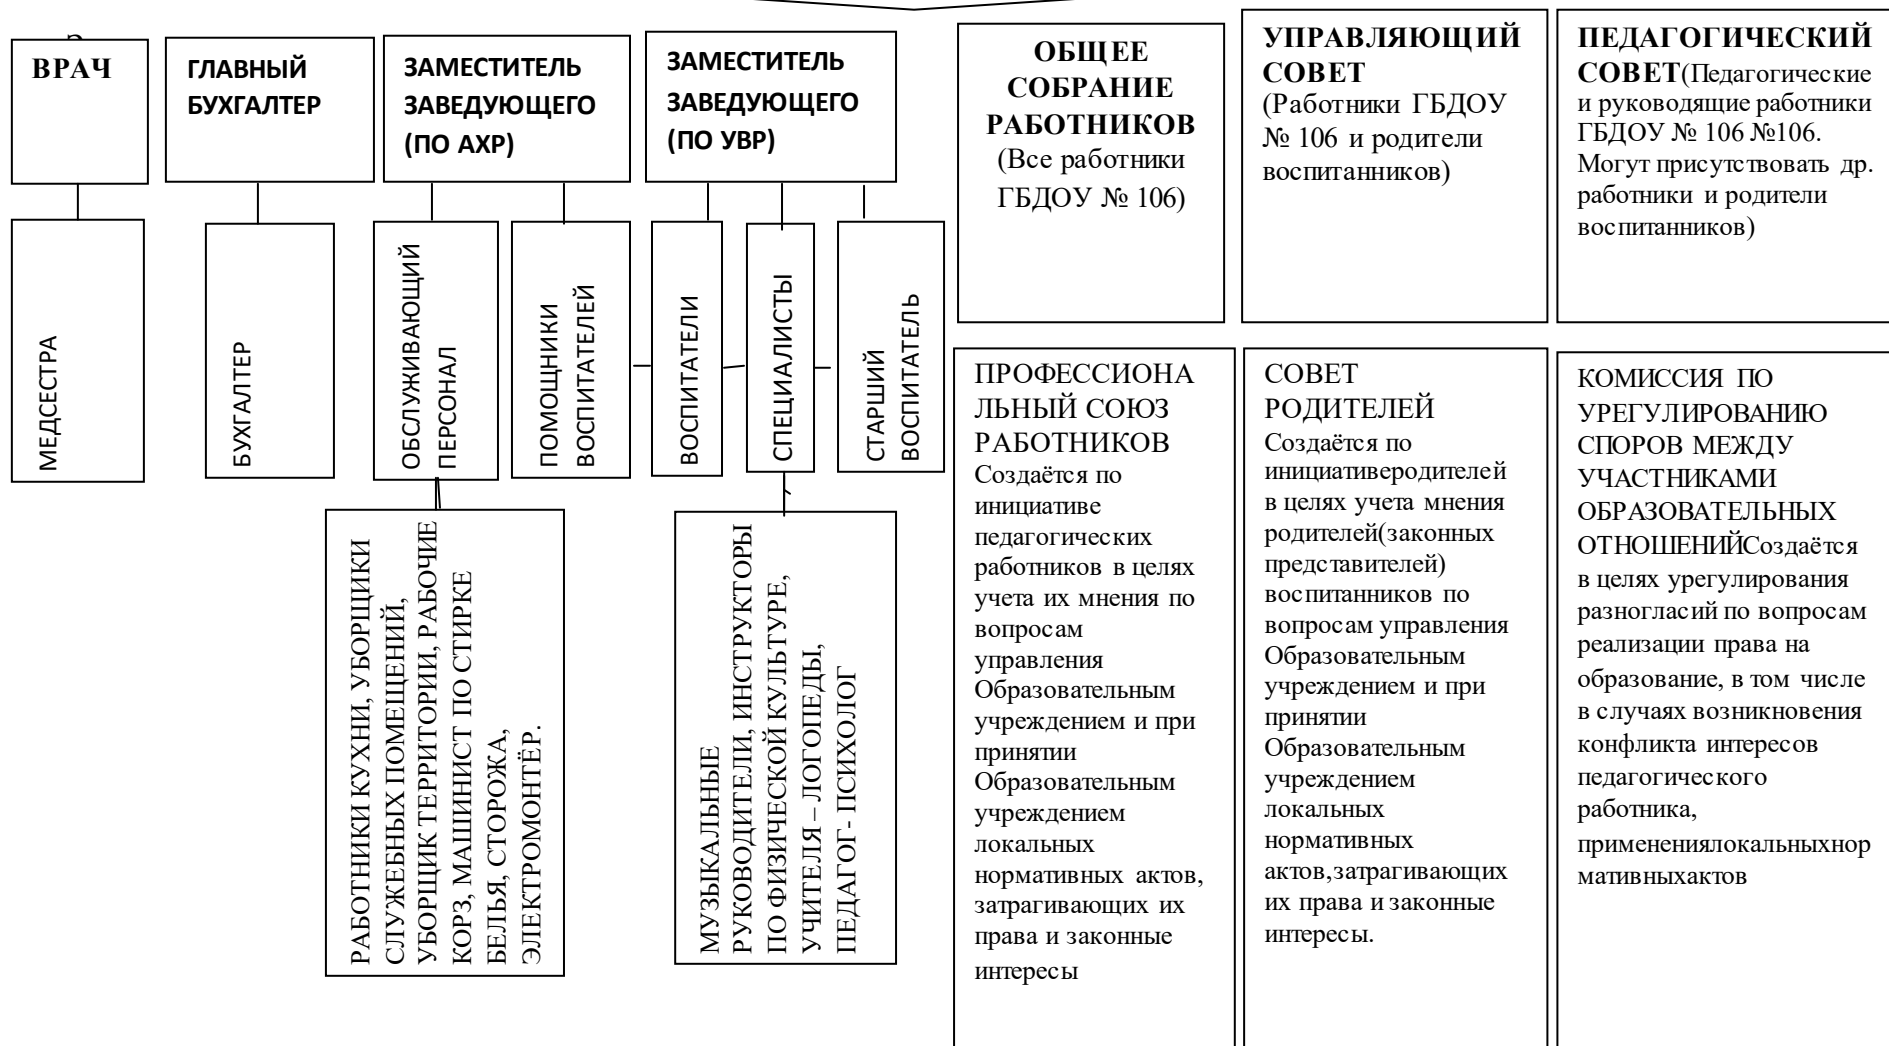 ВРАЧ
ГЛАВНЫЙ
БУХГАЛТЕР
ЗАМЕСТИТЕЛЬ
ЗАВЕДУЮЩЕГО
(ПО АХР)
ЗАМЕСТИТЕЛЬ
ЗАВЕДУЮЩЕГО
(ПО УВР)
ОБЩЕЕ
СОБРАНИЕ
РАБОТНИКОВ
(Все работники
ГБДОУ № 106)
УПРАВЛЯЮЩИЙ
СОВЕТ
(Работники ГБДОУ
№ 106 и родители
воспитанников)
ПЕДАГОГИЧЕСКИЙ
СОВЕТ(Педагогические
и руководящие работники
ГБДОУ № 106 №106.
Могут присутствовать др.
работники и родители
воспитанников)
МЕДСЕСТРА
БУХГАЛТЕР
ОБСЛУЖИВАЮЩИЙ
ПЕРСОНАЛ
ПОМОЩНИКИ
ВОСПИТАТЕЛЕЙ
ВОСПИТАТЕЛИ
СПЕЦИАЛИСТЫ
СТАРШИЙ
ВОСПИТАТЕЛЬ
РАБОТНИКИ КУХНИ, УБОРЩИКИ
СЛУЖЕБНЫХ ПОМЕЩЕНИЙ,
УБОРЩИК ТЕРРИТОРИИ, РАБОЧИЕ
КОРЗ, МАШИНИСТ ПО СТИРКЕ
БЕЛЬЯ, СТОРОЖА,
ЭЛЕКТРОМОНТЁР.
МУЗЫКАЛЬНЫЕ
РУКОВОДИТЕЛИ, ИНСТРУКТОРЫ
ПО ФИЗИЧЕСКОЙ КУЛЬТУРЕ,
УЧИТЕЛЯ – ЛОГОПЕДЫ,
ПЕДАГОГ- ПСИХОЛОГ
ПРОФЕССИОНА
ЛЬНЫЙ СОЮЗ
РАБОТНИКОВ
Создаётся по
инициативе
педагогических
работников в целях
учета их мнения по
вопросам
управления
Образовательным
учреждением и при
принятии
Образовательным
учреждением
локальных
нормативных актов,
затрагивающих их
права и законные
интересы
СОВЕТ
РОДИТЕЛЕЙ
Создаётся по
инициативеродителей
в целях учета мнения
родителей(законных
представителей)
воспитанников по
вопросам управления
Образовательным
учреждением и при
принятии
Образовательным
учреждением
локальных
нормативных
актов,затрагивающих
их права и законные
интересы.
КОМИССИЯ ПО
УРЕГУЛИРОВАНИЮ
СПОРОВ МЕЖДУ
УЧАСТНИКАМИ
ОБРАЗОВАТЕЛЬНЫХ
ОТНОШЕНИЙСоздаётся
в целях урегулирования
разногласий по вопросам
реализации права на
образование, в том числе
в случаях возникновения
конфликта интересов
педагогического
работника,
применениялокальныхнор
мативныхактов